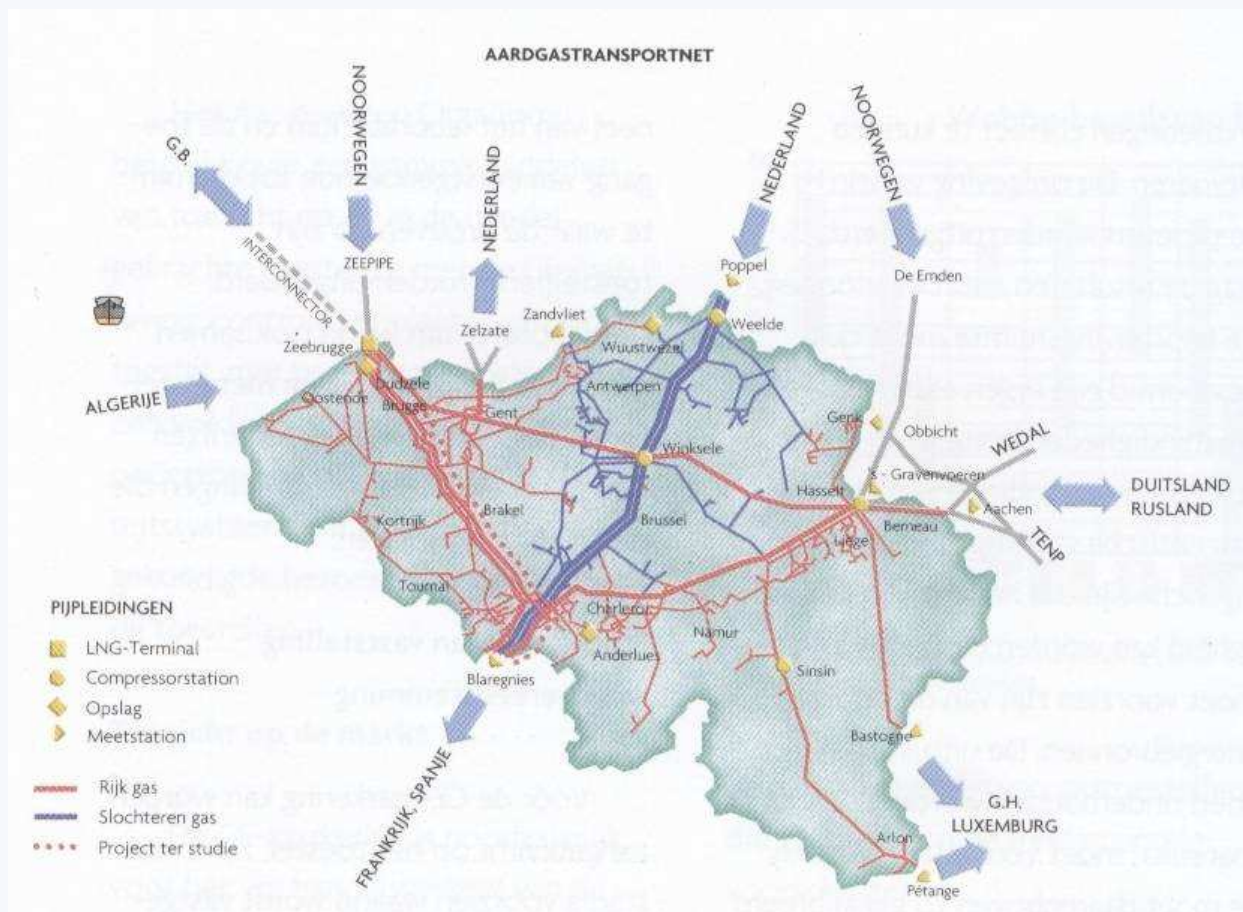 AARDGASTRANSPORTNET
G.B.
NOORWEGEN
NEDERLAND
NEDERLAND
NOORWEGEN
INTERCONNECTOR
ZEEPIPE
Poppel
De Emden
Zandvliet
Zelzate
Weelde
Wuustwezel
Zeebrugge
Dudzele
Oostende
Brugge
Antwerpen
ALGERIJE
Gent
Genk
Obbicht
WEDAL
Winksele
's - Gravenvoeren
Hasselt
DUITSLAND
RUSLAND
Aachen
Brakel
Brussel
Berneau
Kortrijk
Liège
TENP
Tournai
Charleroi
PIJPLEIDINGEN
LNG-Terminal
Compressorstation
Opslag
Meetstation
Namur
Anderlues
Blaregnies
Sinsin
Bastogne
Rijk gas
Slochteren gas
Project ter studie
FRANKRIJK, SPANJE
G.H.
LUXEMBURG
Arlon
Pétange